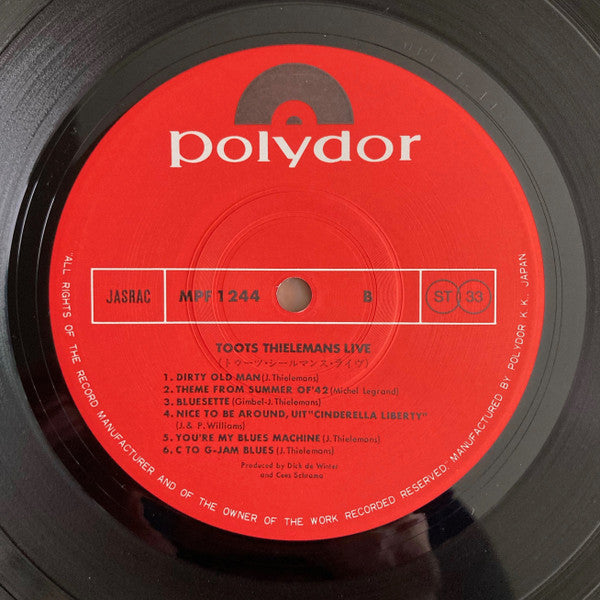 polydor
JASRAC MPF 1244 B ST 33
TOOTS THIELEMANS LIVE
(トゥーツ・シールマンス・ライヴ)
1. DIRTY OLD MAN (J. Thielemans)
2. THEME FROM SUMMER OF '42 (Michel Legrand)
3. BLUESETTE (Gimbel-J. Thielemans)
4. NICE TO BE AROUND, UIT "CINDERELLA LIBERTY"
(J. & P. Williams)
5. YOU'RE MY BLUES MACHINE (J. Thielemans)
6. C TO G-JAM BLUES (J. Thielemans)
Produced by Dick de Winter
and Cees Schrama
"ALL RIGHTS OF THE RECORD MANUFACTURER AND OF THE OWNER OF THE WORK RECORDED RESERVED. MANUFACTURED BY POLYDOR K.K., JAPAN